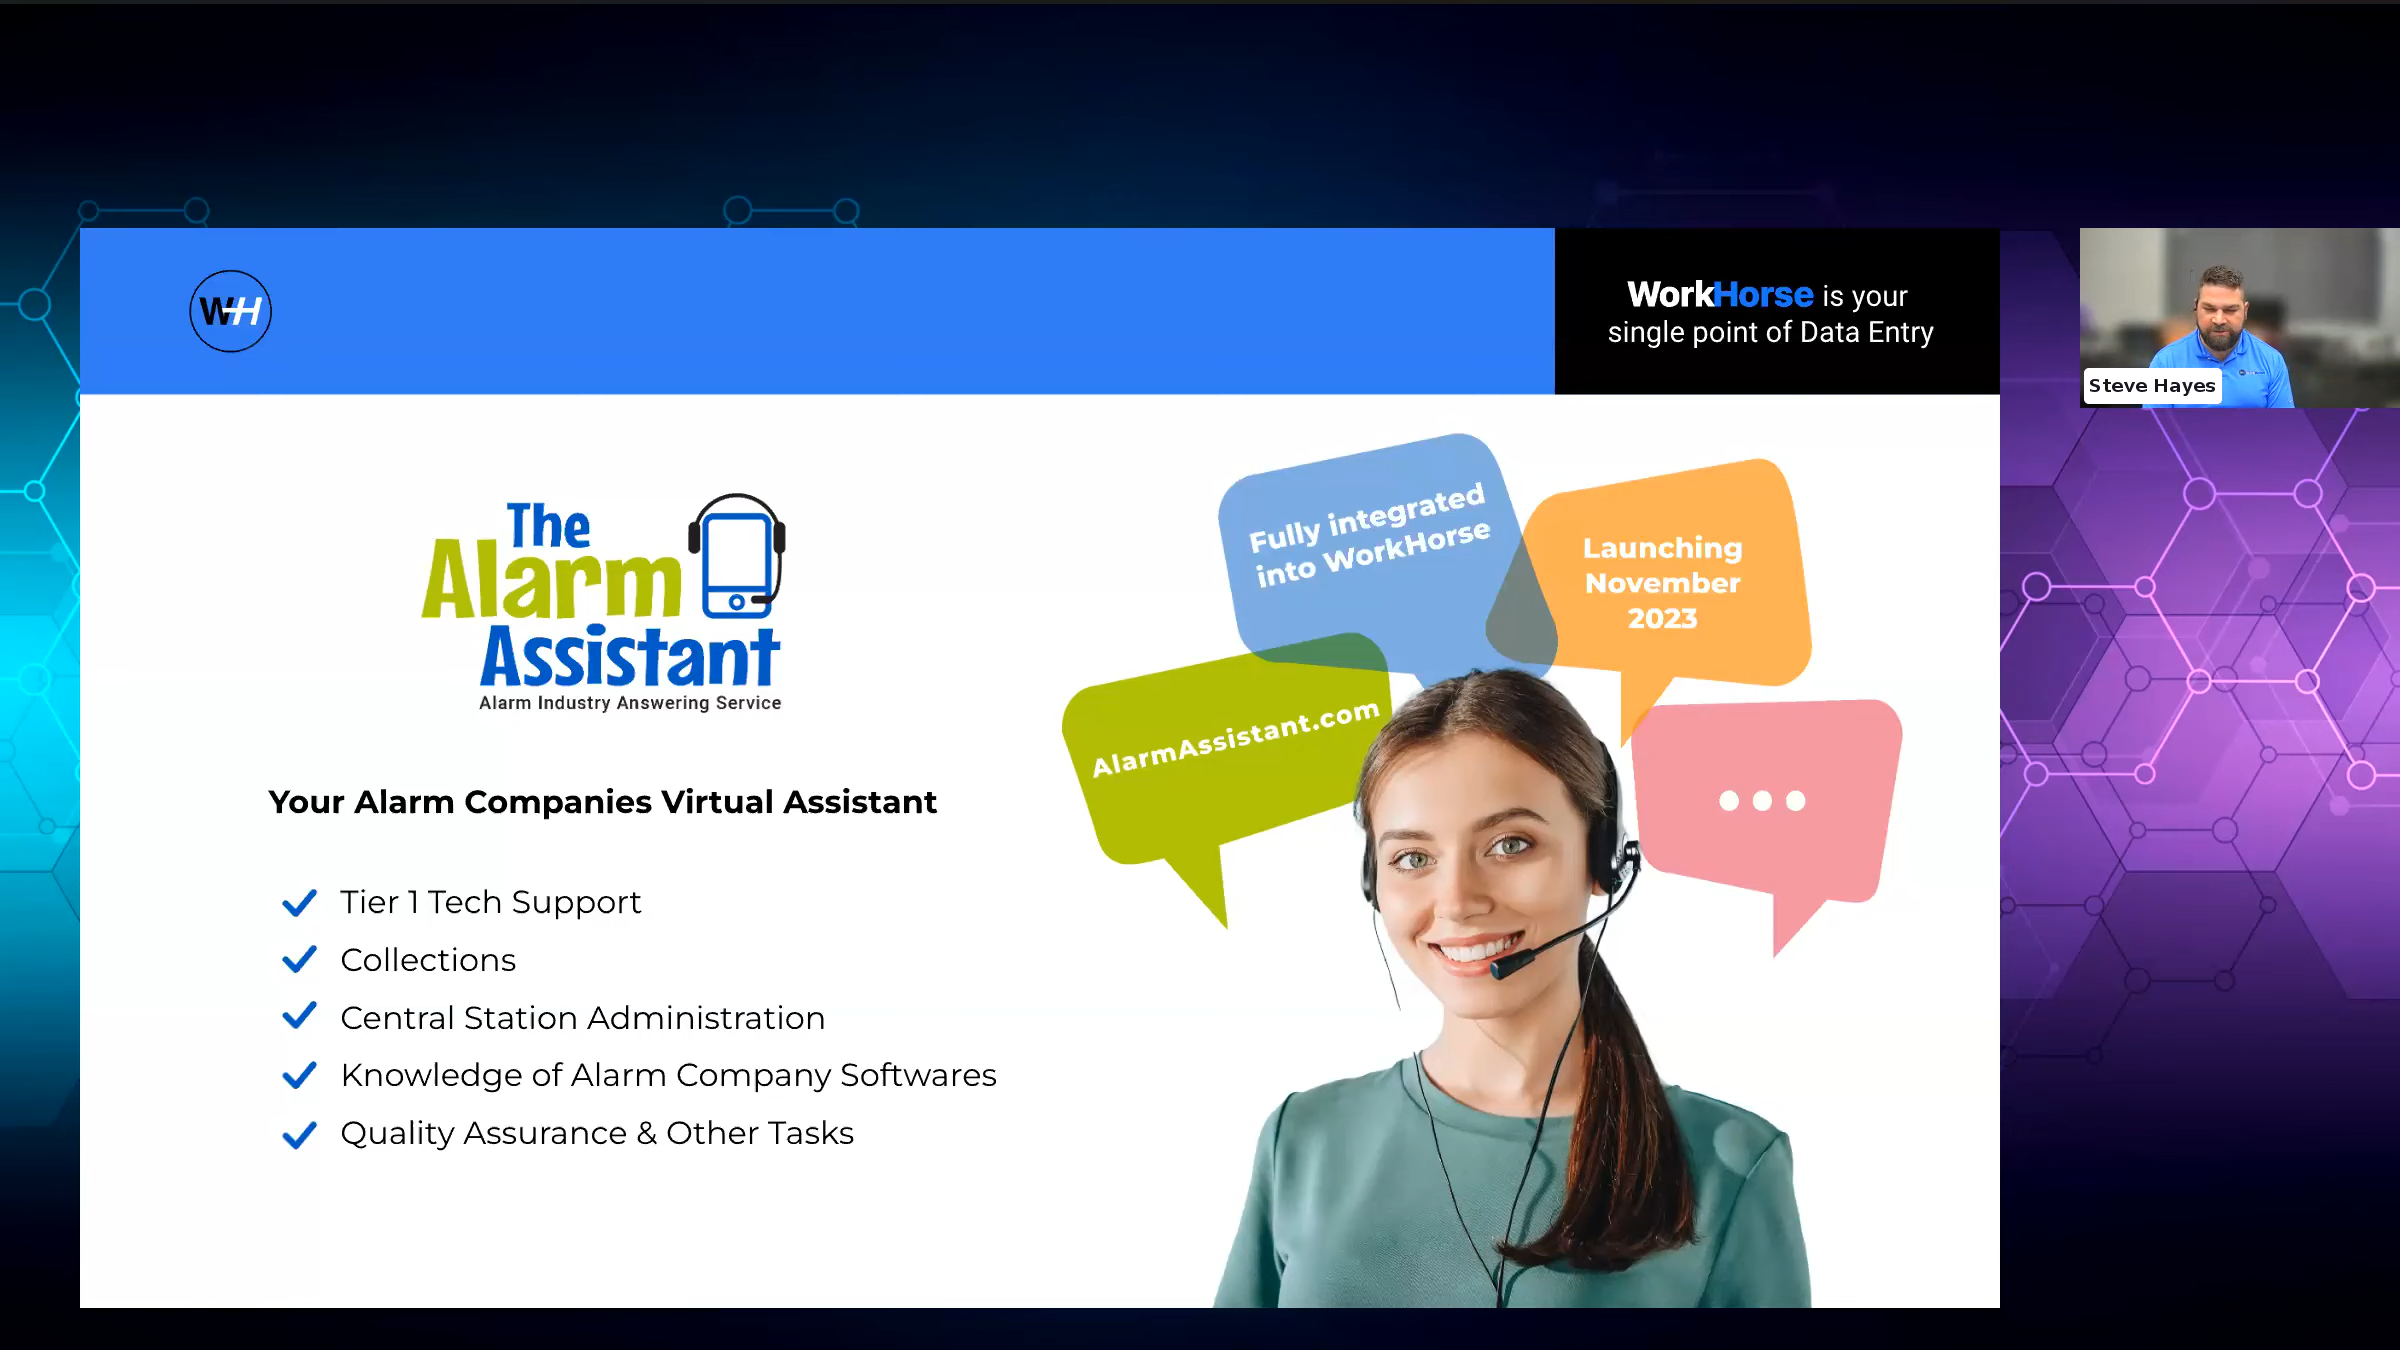 WH
WorkHorse is your
single point of Data Entry
Steve Hayes
The
Alarm
Assistant
Alarm Industry Answering Service
Your Alarm Companies Virtual Assistant
Tier 1 Tech Support
Collections
Central Station Administration
Knowledge of Alarm Company Softwares
Quality Assurance & Other Tasks
Fully integrated
into WorkHorse
Launching
November
2023
AlarmAssistant.com